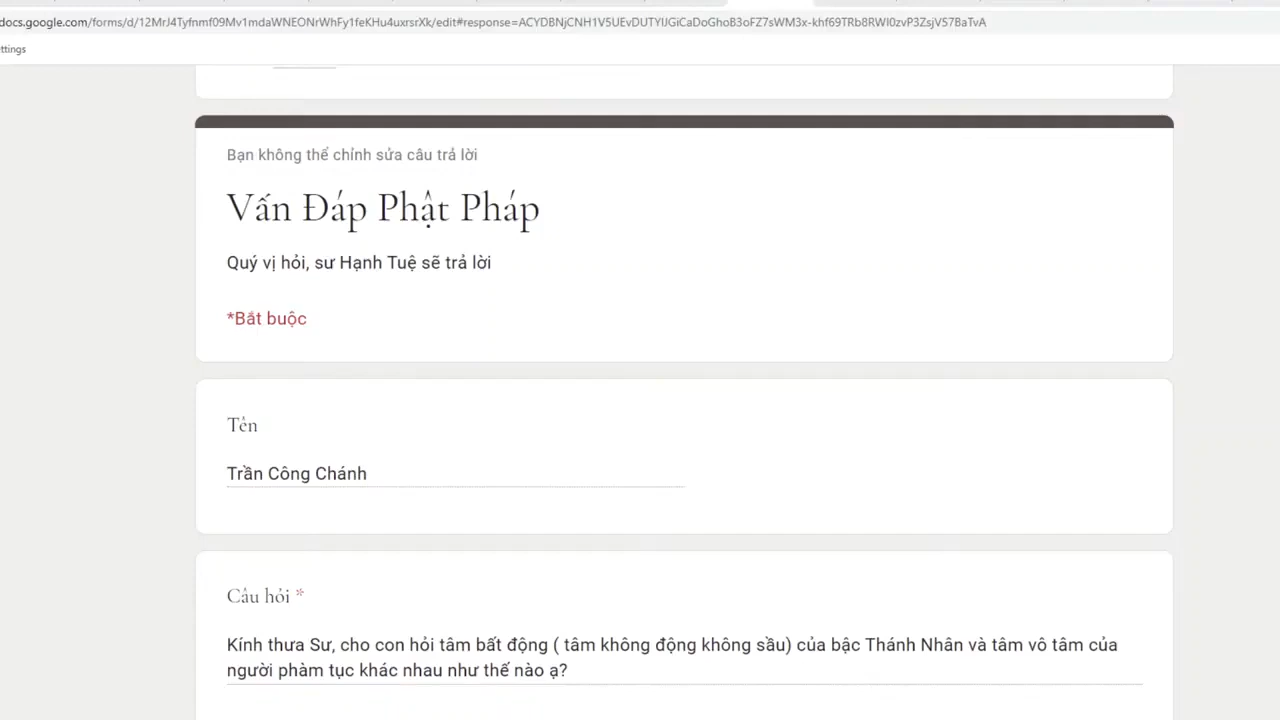 docs.google.com/forms/d/12MrJ4Tyfnmf09Mv1mdaWNEONrWhFy1feKHu4uxrsrXk/edit#response=ACYDBNjCNH1V5UEvDUTYIJGiCaDoGhoB3oFZ7sWM3x-khf69TRb8RWI0zvP3ZsjV57BaTvA
ttings
Bạn không thể chỉnh sửa câu trả lời
Vấn Đáp Phật Pháp
Quý vị hỏi, sư Hạnh Tuệ sẽ trả lời
*Bắt buộc
Tên
Trần Công Chánh
Câu hỏi *
Kính thưa Sư, cho con hỏi tâm bất động ( tâm không động không sầu) của bậc Thánh Nhân và tâm vô tâm của
người phàm tục khác nhau như thế nào ạ?